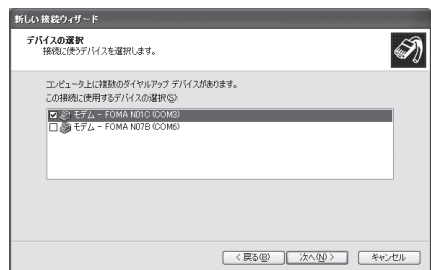 新しい接続ウィザード
デバイスの選択
接続に使うデバイスを選択します。
コンピュータ上に複数のダイヤルアップ デバイスがあります。
この接続に使用するデバイスの選択(S):
モデム - FOMA N01C (COM3)
モデム - FOMA N07B (COM6)
< 戻る(B)
次へ(N) >
キャンセル